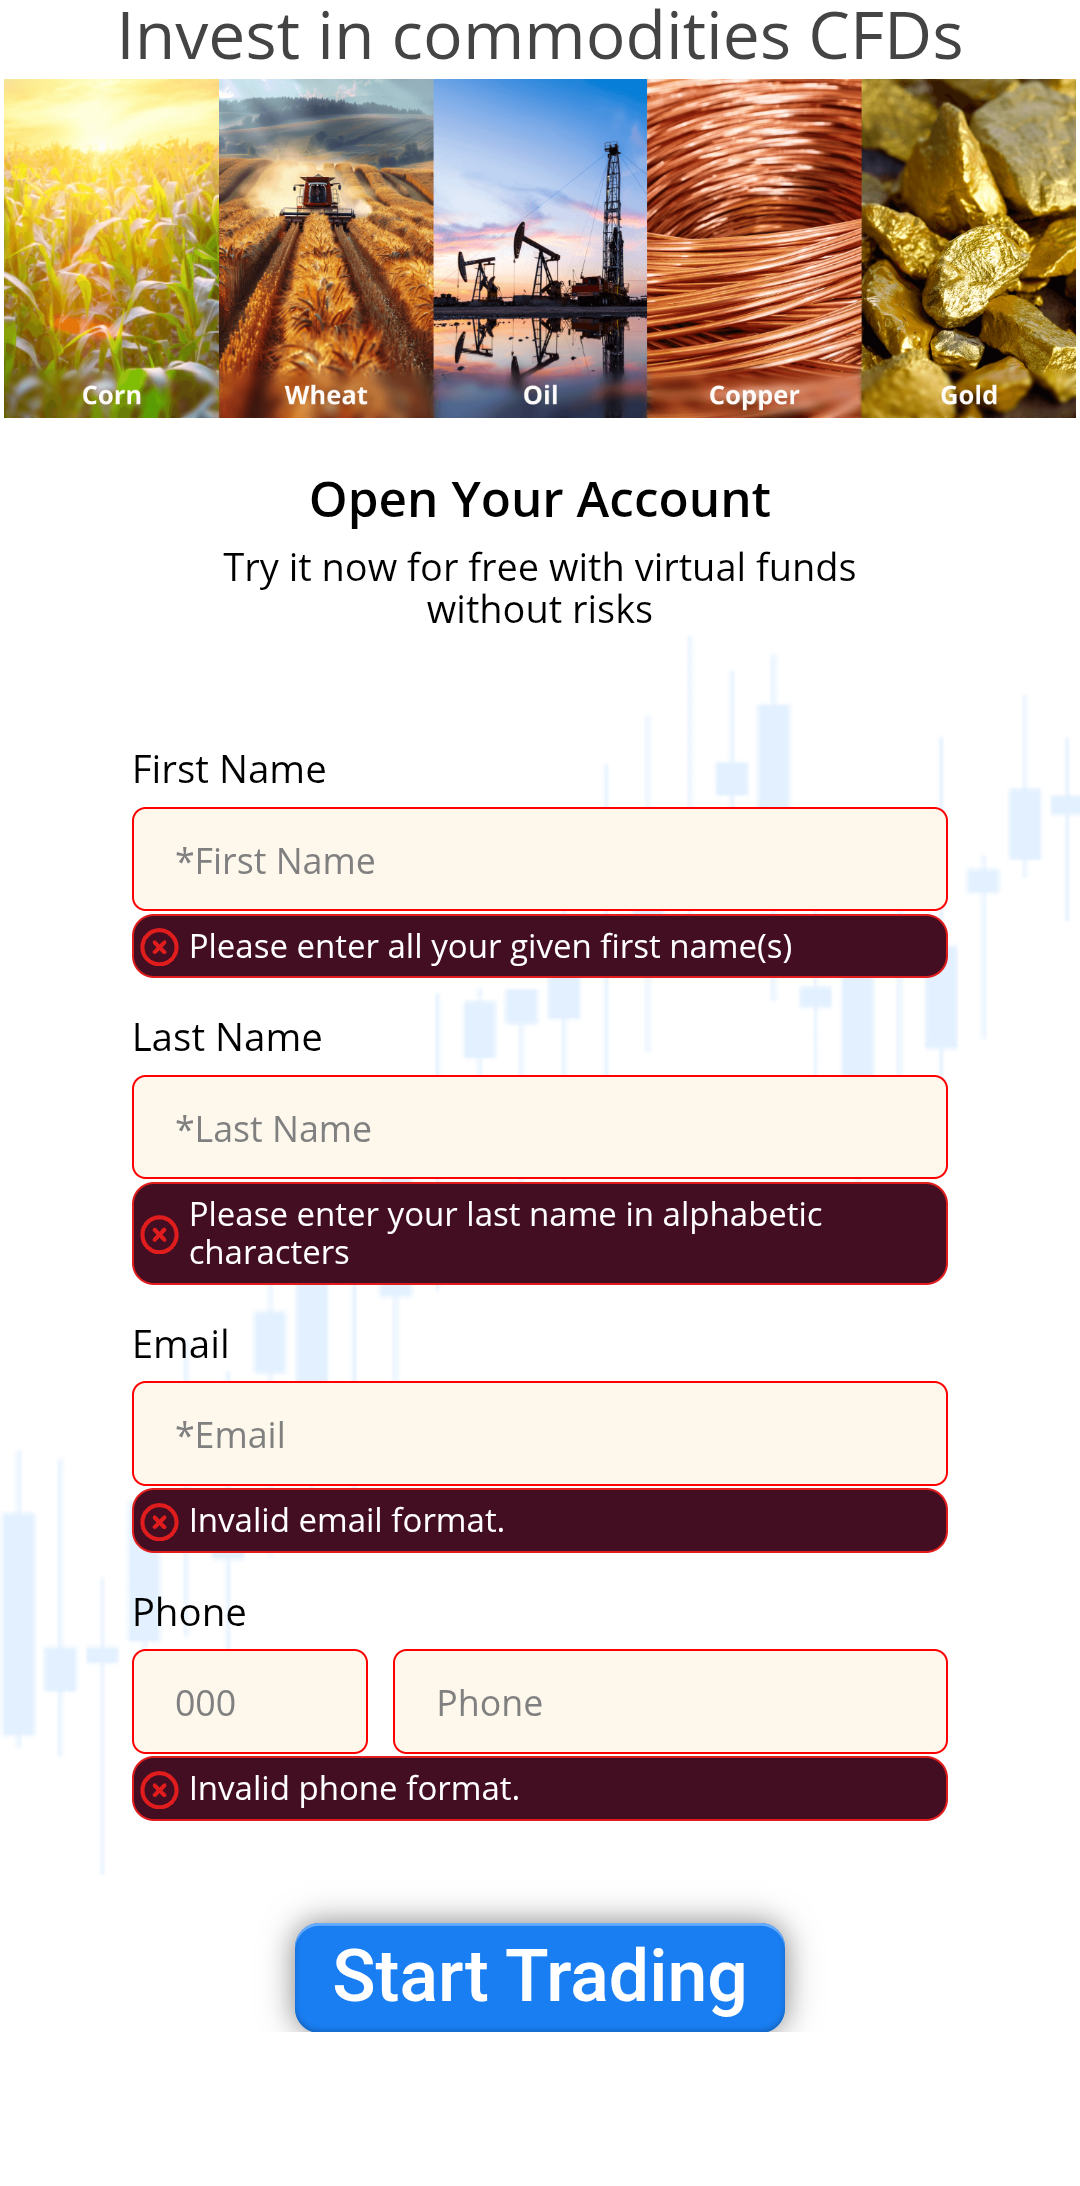 Invest in commodities CFDs
Corn
Wheat
Oil
Copper
Gold
Open Your Account
Try it now for free with virtual funds
without risks
First Name
*First Name
Please enter all your given first name(s)
Last Name
*Last Name
Please enter your last name in alphabetic
characters
Email
*Email
Invalid email format.
Phone
000
Phone
Invalid phone format.
Start Trading